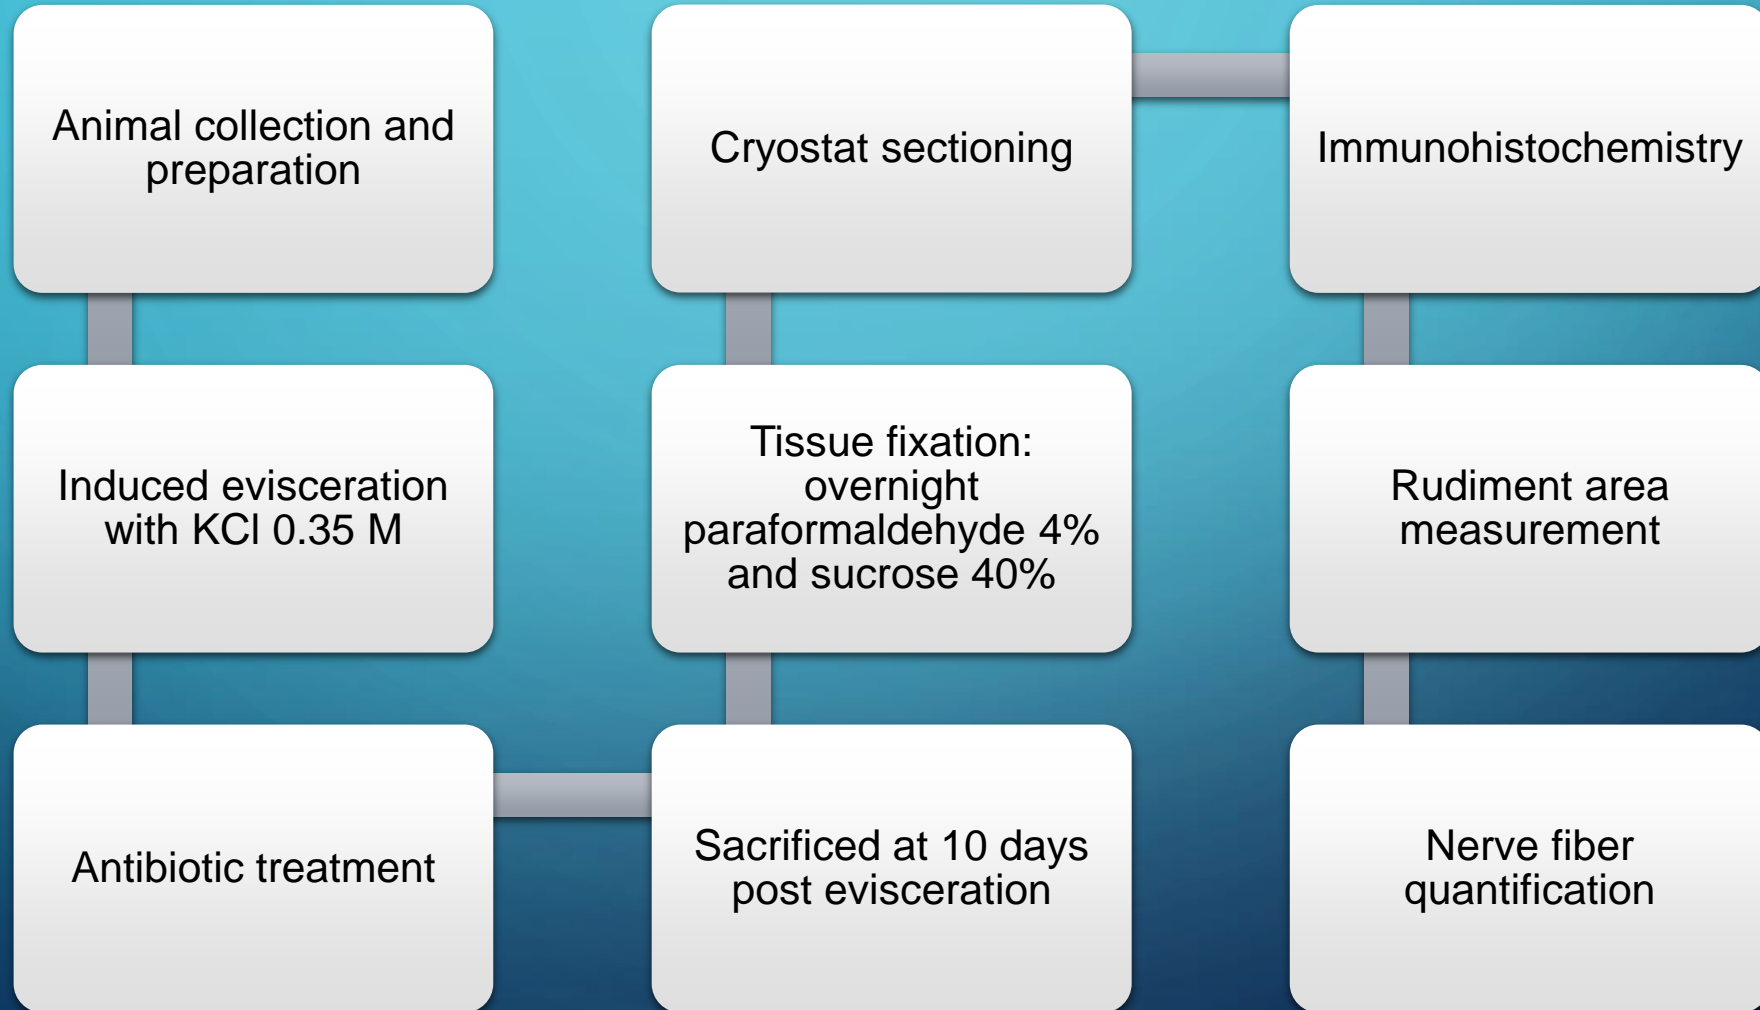 Animal collection and
preparation
Induced evisceration
with KCl 0.35 M
Antibiotic treatment
Sacrificed at 10 days
post evisceration
Tissue fixation:
overnight
paraformaldehyde 4%
and sucrose 40%
Cryostat sectioning
Immunohistochemistry
Rudiment area
measurement
Nerve fiber
quantification